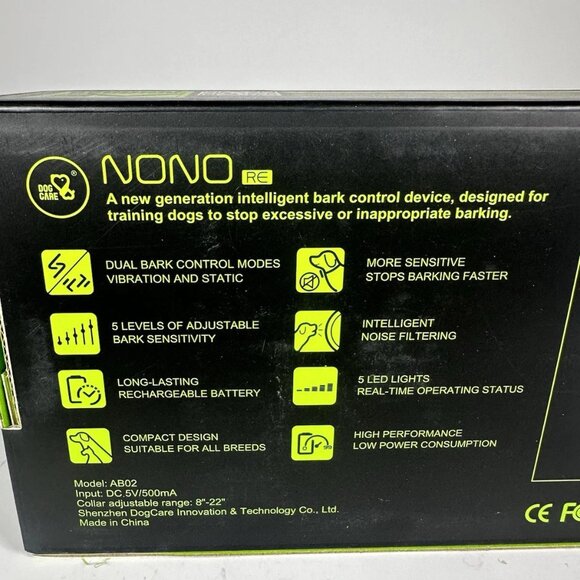 DOG
CARE
®
NONO RE
A new generation intelligent bark control device, designed for
training dogs to stop excessive or inappropriate barking.
DUAL BARK CONTROL MODES
VIBRATION AND STATIC
MORE SENSITIVE
STOPS BARKING FASTER
5 LEVELS OF ADJUSTABLE
BARK SENSITIVITY
INTELLIGENT
NOISE FILTERING
LONG-LASTING
RECHARGEABLE BATTERY
5 LED LIGHTS
REAL-TIME OPERATING STATUS
COMPACT DESIGN
SUITABLE FOR ALL BREEDS
HIGH PERFORMANCE
LOW POWER CONSUMPTION
Model: AB02
Input: DC 5V/500mA
Collar adjustable range: 8"-22"
Shenzhen DogCare Innovation & Technology Co., Ltd.
Made in China
CE FC